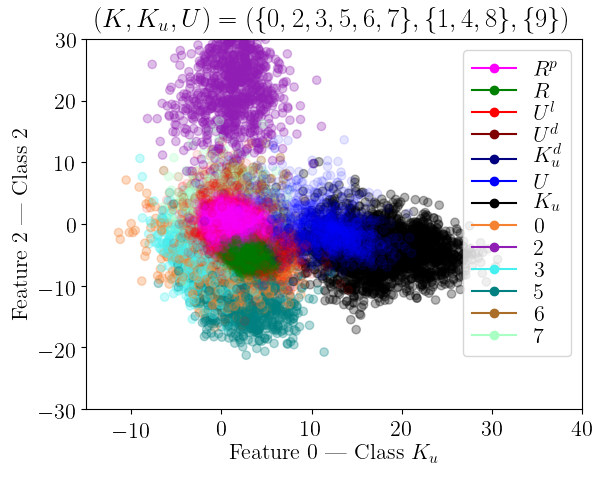 (K, K_u, U) = ({0, 2, 3, 5, 6, 7}, {1, 4, 8}, {9})
30
20
10
0
−10
−20
−30
Feature 2 — Class 2
R^p
R
U^l
U^d
K_u^d
U
K_u
0
2
3
5
6
7
−10
0
10
20
30
40
Feature 0 — Class K_u